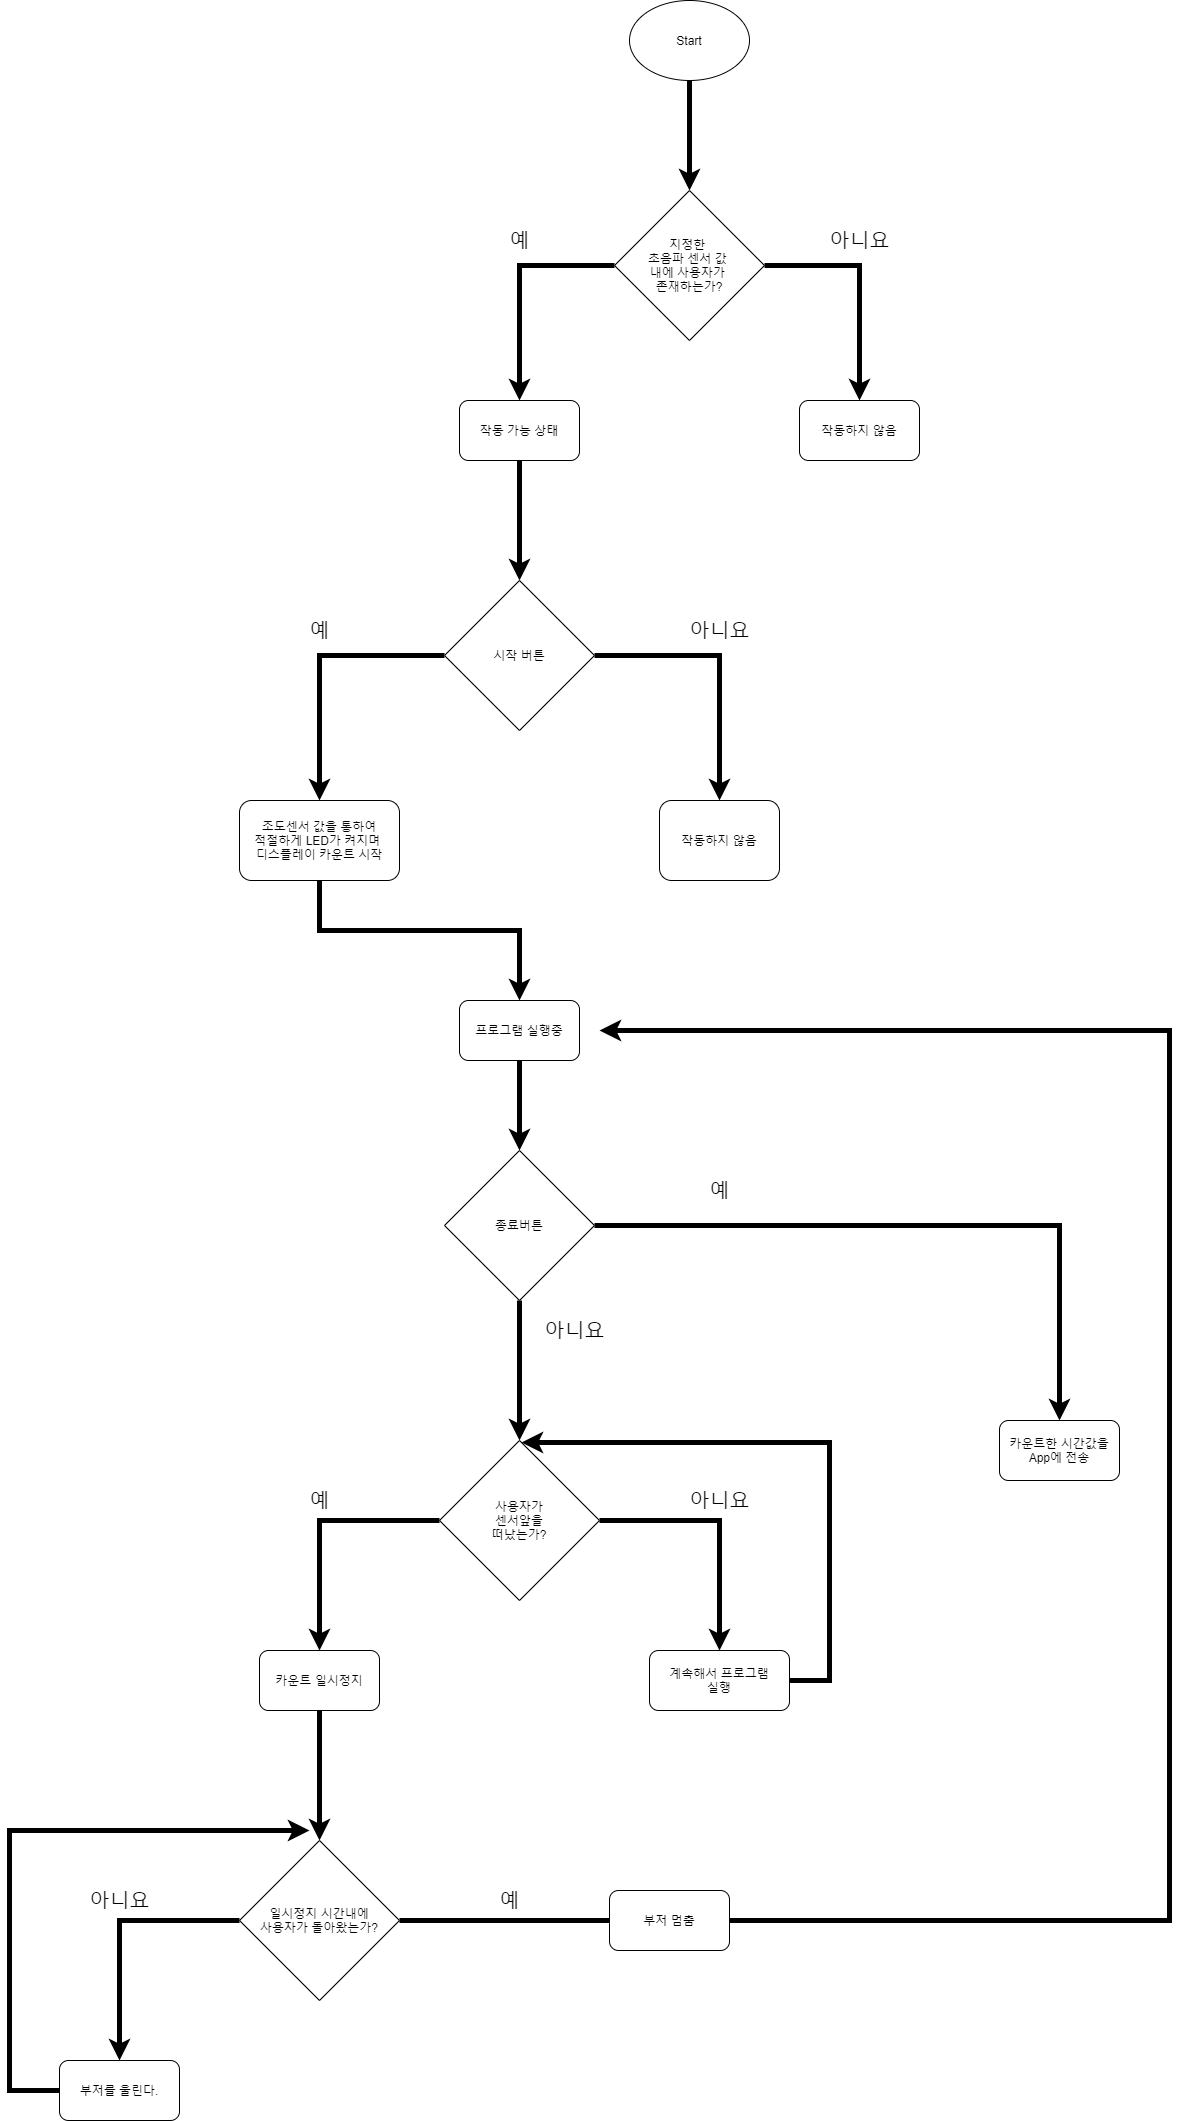 Start
지정한
초음파 센서 값
내에 사용자가
존재하는가?
예
아니요
작동 가능 상태
작동하지 않음
시작 버튼
예
아니요
조도센서 값을 통하여
적절하게 LED가 켜지며
디스플레이 카운트 시작
작동하지 않음
프로그램 실행중
종료버튼
예
아니요
카운트한 시간값을
App에 전송
사용자가
센서앞을
떠났는가?
예
아니요
카운트 일시정지
계속해서 프로그램
실행
일시정지 시간내에
사용자가 돌아왔는가?
아니요
예
부저 멈춤
부저를 울린다.